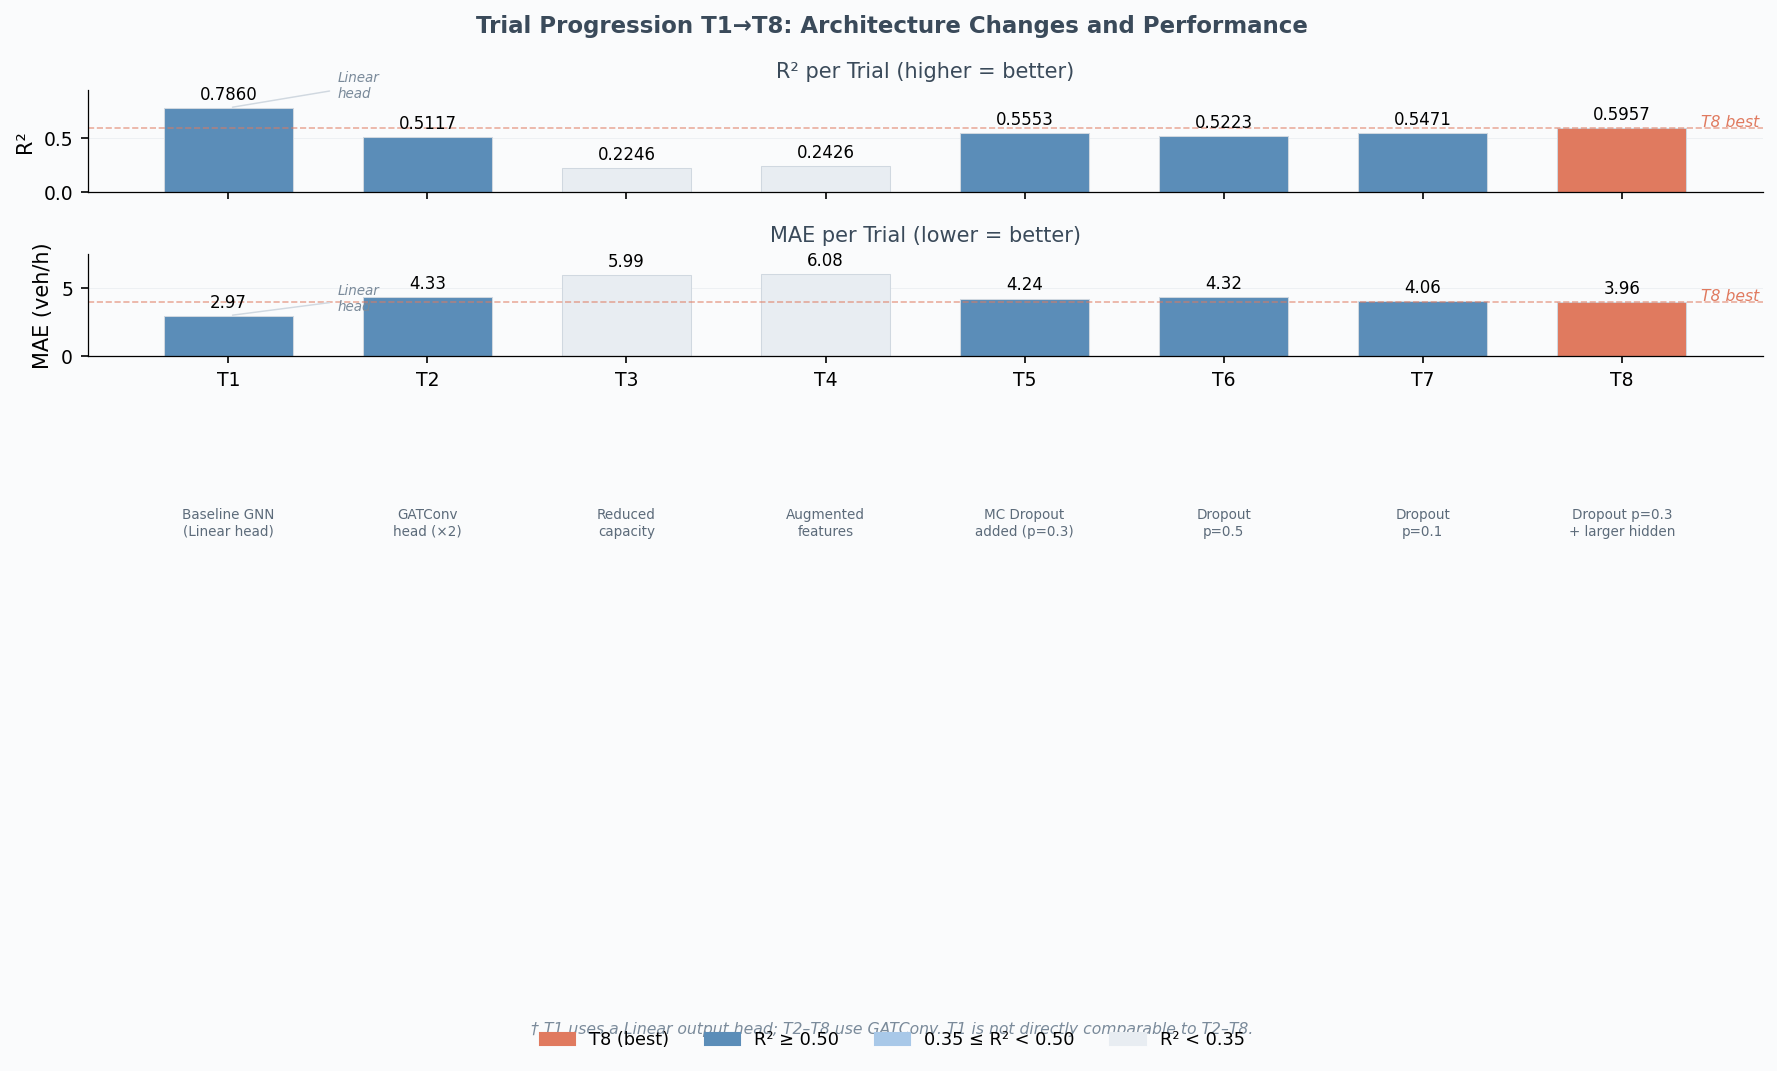 Trial Progression T1→T8: Architecture Changes and Performance
R² per Trial (higher = better)
R²
0.5
0.0
Linear
head
0.7860
0.5117
0.2246
0.2426
0.5553
0.5223
0.5471
0.5957
T8 best
MAE per Trial (lower = better)
MAE (veh/h)
5
0
Linear
head
2.97
4.33
5.99
6.08
4.24
4.32
4.06
3.96
T8 best
T1
T2
T3
T4
T5
T6
T7
T8
Baseline GNN
(Linear head)
GATConv
head (×2)
Reduced
capacity
Augmented
features
MC Dropout
added (p=0.3)
Dropout
p=0.5
Dropout
p=0.1
Dropout p=0.3
+ larger hidden
† T1 uses a Linear output head; T2–T8 use GATConv. T1 is not directly comparable to T2–T8.
T8 (best)
R² ≥ 0.50
0.35 ≤ R² < 0.50
R² < 0.35